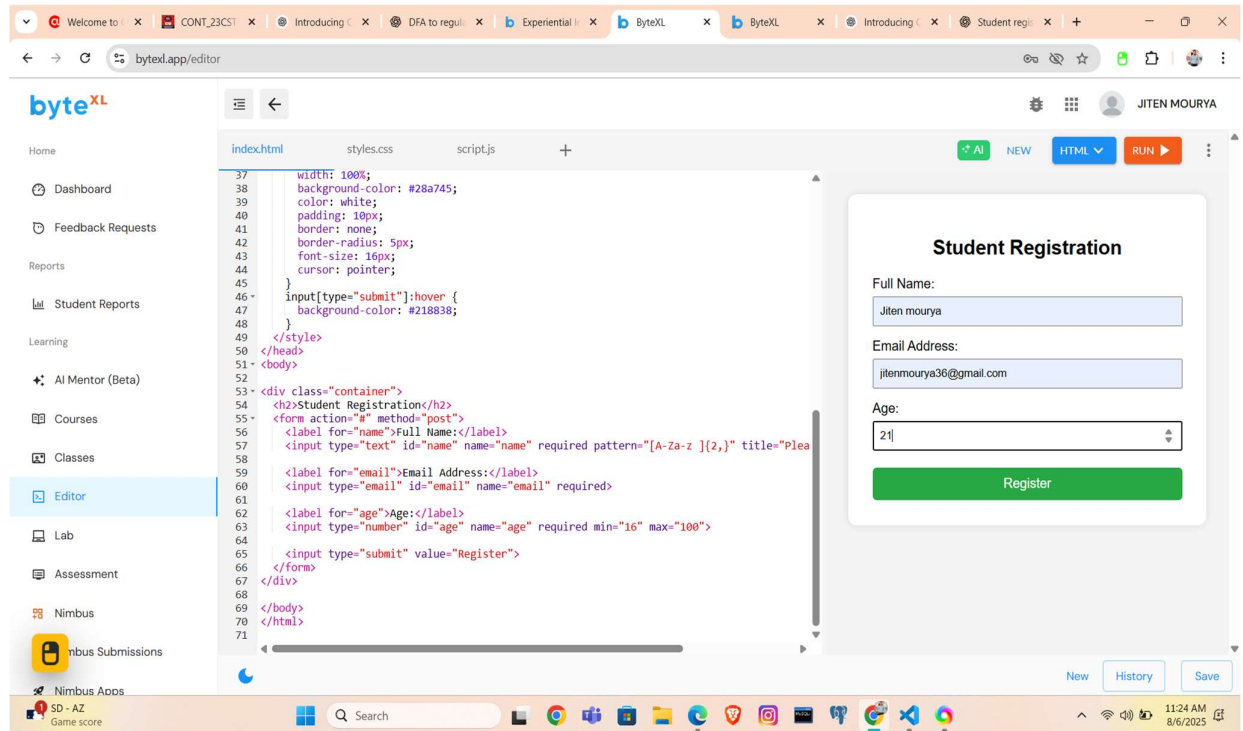 Welcome to
CONT_23CST
Introducing
DFA to regula
Experiential
ByteXL
ByteXL
Introducing
Student regis
bytexl.app/editor
byteXL
JITEN MOURYA
Home
Dashboard
Feedback Requests
Reports
Student Reports
Learning
AI Mentor (Beta)
Courses
Classes
Editor
Lab
Assessment
Nimbus
mbus Submissions
Nimbus Apps
index.html
styles.css
script.js
AI
NEW
HTML
RUN
37 width: 100%;
38 background-color: #28a745;
39 color: white;
40 padding: 10px;
41 border: none;
42 border-radius: 5px;
43 font-size: 16px;
44 cursor: pointer;
45 }
46 input[type="submit"]:hover {
47 background-color: #218838;
48 }
49 </style>
50 </head>
51 <body>
52
53 <div class="container">
54 <h2>Student Registration</h2>
55 <form action="#" method="post">
56 <label for="name">Full Name:</label>
57 <input type="text" id="name" name="name" required pattern="[A-Za-z ]{2,}" title="Plea
58
59 <label for="email">Email Address:</label>
60 <input type="email" id="email" name="email" required>
61
62 <label for="age">Age:</label>
63 <input type="number" id="age" name="age" required min="16" max="100">
64
65 <input type="submit" value="Register">
66 </form>
67 </div>
68
69 </body>
70 </html>
71
Student Registration
Full Name:
Jiten mourya
Email Address:
jitenmourya36@gmail.com
Age:
21
Register
New
History
Save
1
SD - AZ
Game score
Search
11:24 AM
8/6/2025